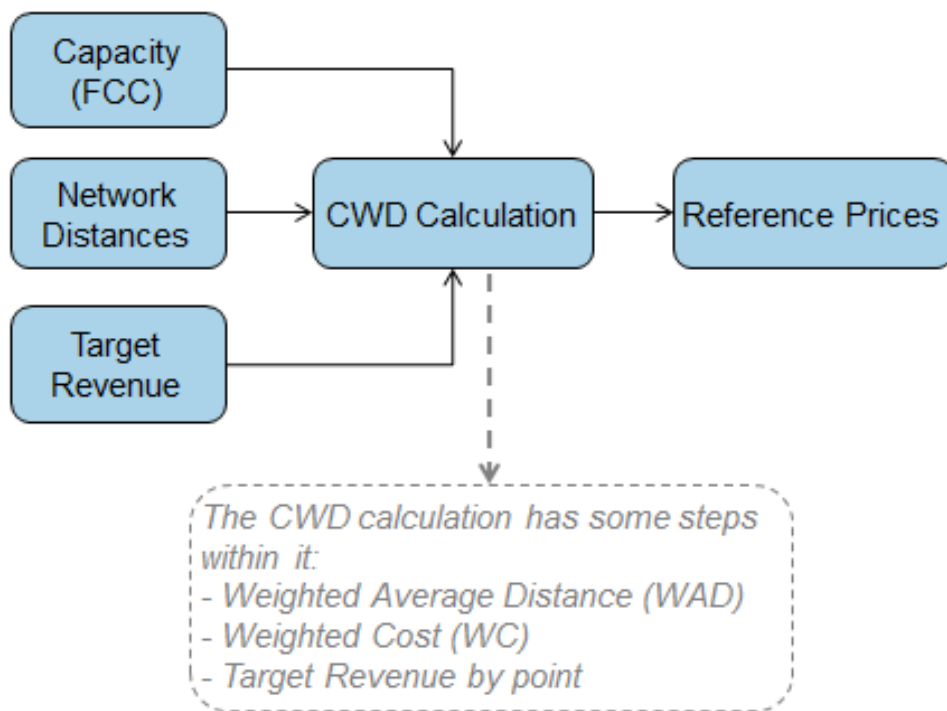 Capacity
(FCC)
Network
Distances
CWD Calculation
Reference Prices
Target
Revenue
The CWD calculation has some steps
within it:
- Weighted Average Distance (WAD)
- Weighted Cost (WC)
- Target Revenue by point